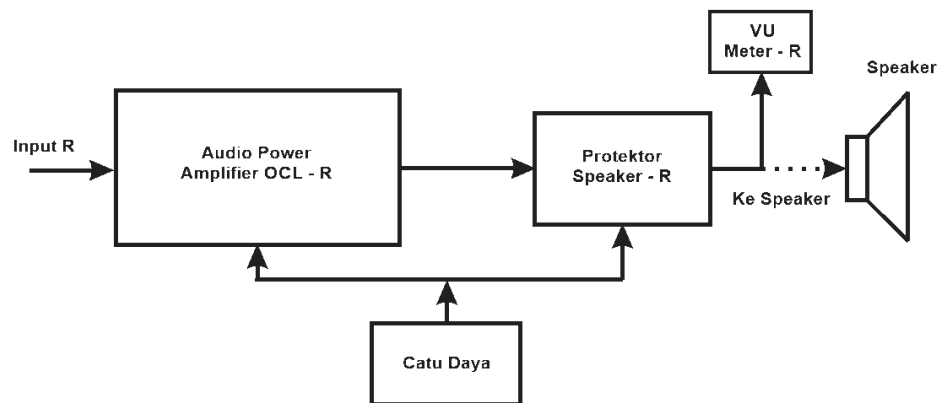 VU
Meter - R
Speaker
Input R
Audio Power
Amplifier OCL - R
Protektor
Speaker - R
Ke Speaker
Catu Daya